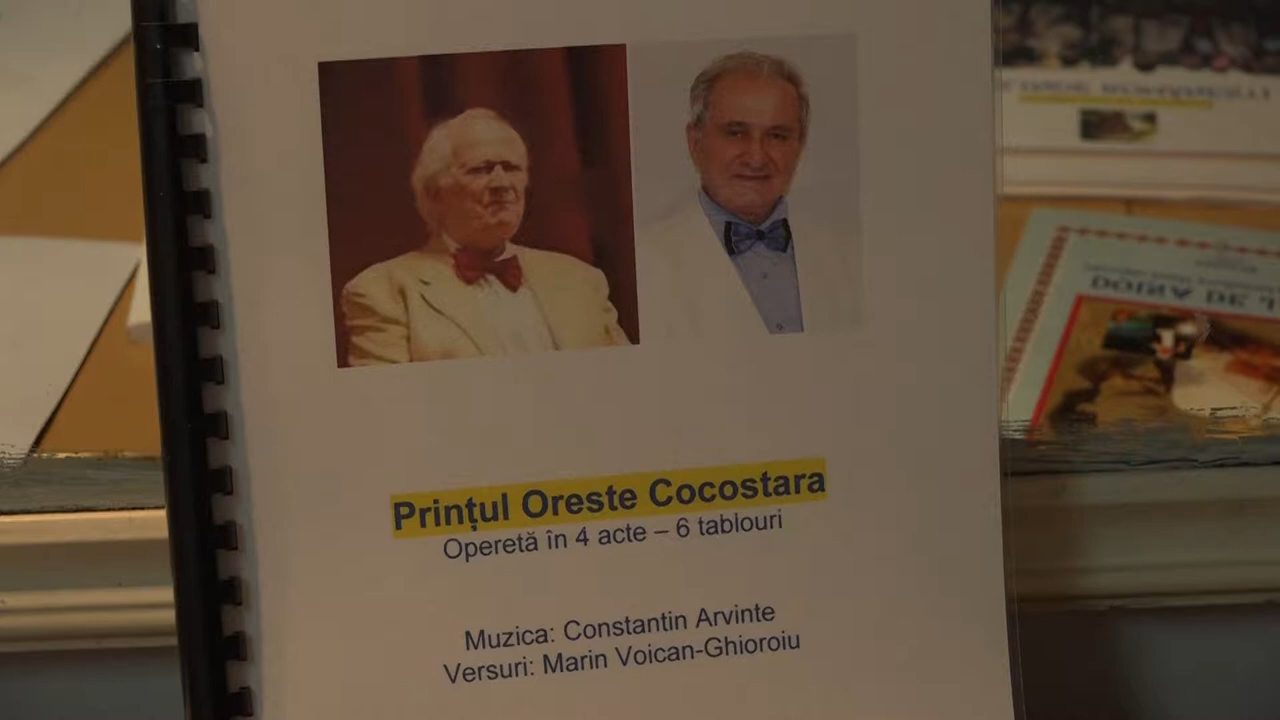 Prințul Oreste Cocostara
Operetă în 4 acte – 6 tablouri
Muzica: Constantin Arvinte
Versuri: Marin Voican-Ghioroiu